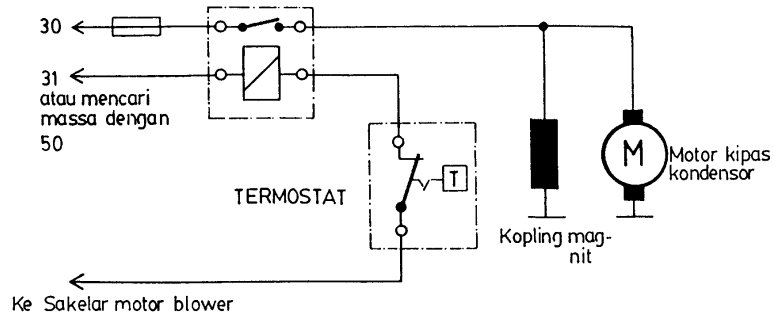 30
31
atau mencari
massa dengan
50
TERMOSTAT
T
M
Motor kipas
kondensor
Kopling mag-
nit
Ke Sakelar motor blower